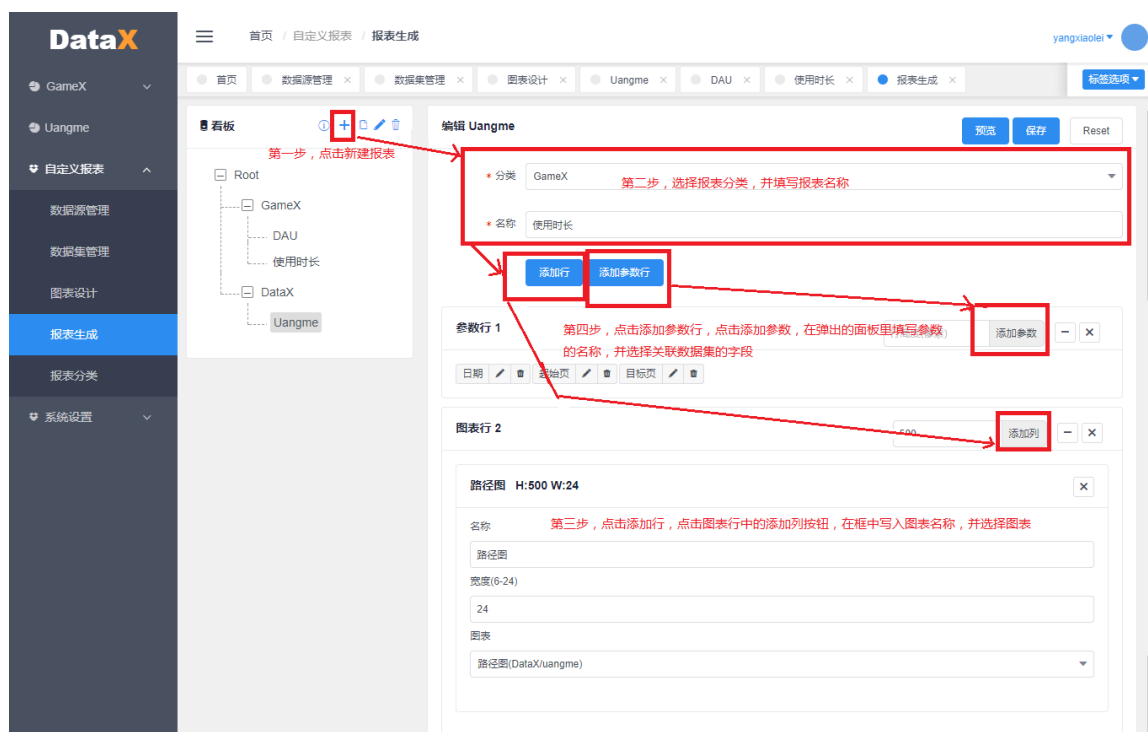 DataX
首页 / 自定义报表 / 报表生成
yangxiaolei
首页
数据源管理 ×
数据集管理 ×
图表设计 ×
Uangme ×
DAU ×
使用时长 ×
报表生成 ×
标签选项
GameX
Uangme
自定义报表
数据源管理
数据集管理
图表设计
报表生成
报表分类
系统设置
看板
第一步，点击新建报表
Root
GameX
DAU
使用时长
DataX
Uangme
编辑 Uangme
预览
保存
Reset
* 分类
GameX
第二步，选择报表分类，并填写报表名称
* 名称
使用时长
添加行
添加参数行
参数行 1
第四步，点击添加参数行，点击添加参数，在弹出的面板里填写参数
的名称，并选择关联数据集的字段
添加参数
日期
起始页
目标页
图表行 2
500
添加列
路径图 H:500 W:24
名称
第三步，点击添加行，点击图表行中的添加列按钮，在框中写入图表名称，并选择图表
路径图
宽度(6-24)
24
图表
路径图(DataX/uangme)